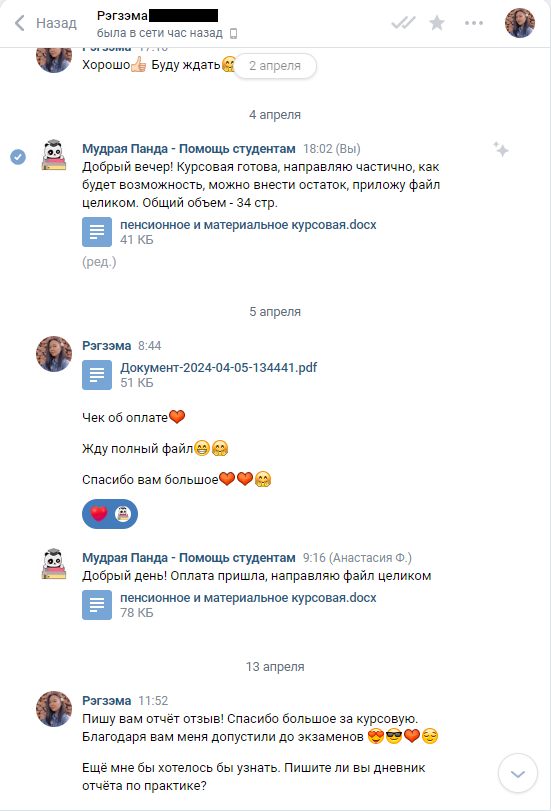 Назад
Рэгзэма
была в сети час назад
Рэгзэма
Хорошо👍 Буду ждать🤗
2 апреля
4 апреля
Мудрая Панда - Помощь студентам 18:02 (Вы)
Добрый вечер! Курсовая готова, направляю частично, как
будет возможность, можно внести остаток, приложу файл
целиком. Общий объем - 34 стр.
пенсионное и материальное курсовая.docx
41 КБ
(ред.)
5 апреля
Рэгзэма 8:44
Документ-2024-04-05-134441.pdf
51 КБ
Чек об оплате❤️
Жду полный файл😁🤗
Спасибо вам большое❤️❤️🤗
Мудрая Панда - Помощь студентам 9:16 (Анастасия Ф.)
Добрый день! Оплата пришла, направляю файл целиком
пенсионное и материальное курсовая.docx
78 КБ
13 апреля
Рэгзэма 11:52
Пишу вам отчёт отзыв! Спасибо большое за курсовую.
Благодаря вам меня допустили до экзаменов 😍😎❤️😌
Ещё мне бы хотелось бы узнать. Пишите ли вы дневник
отчёта по практике?